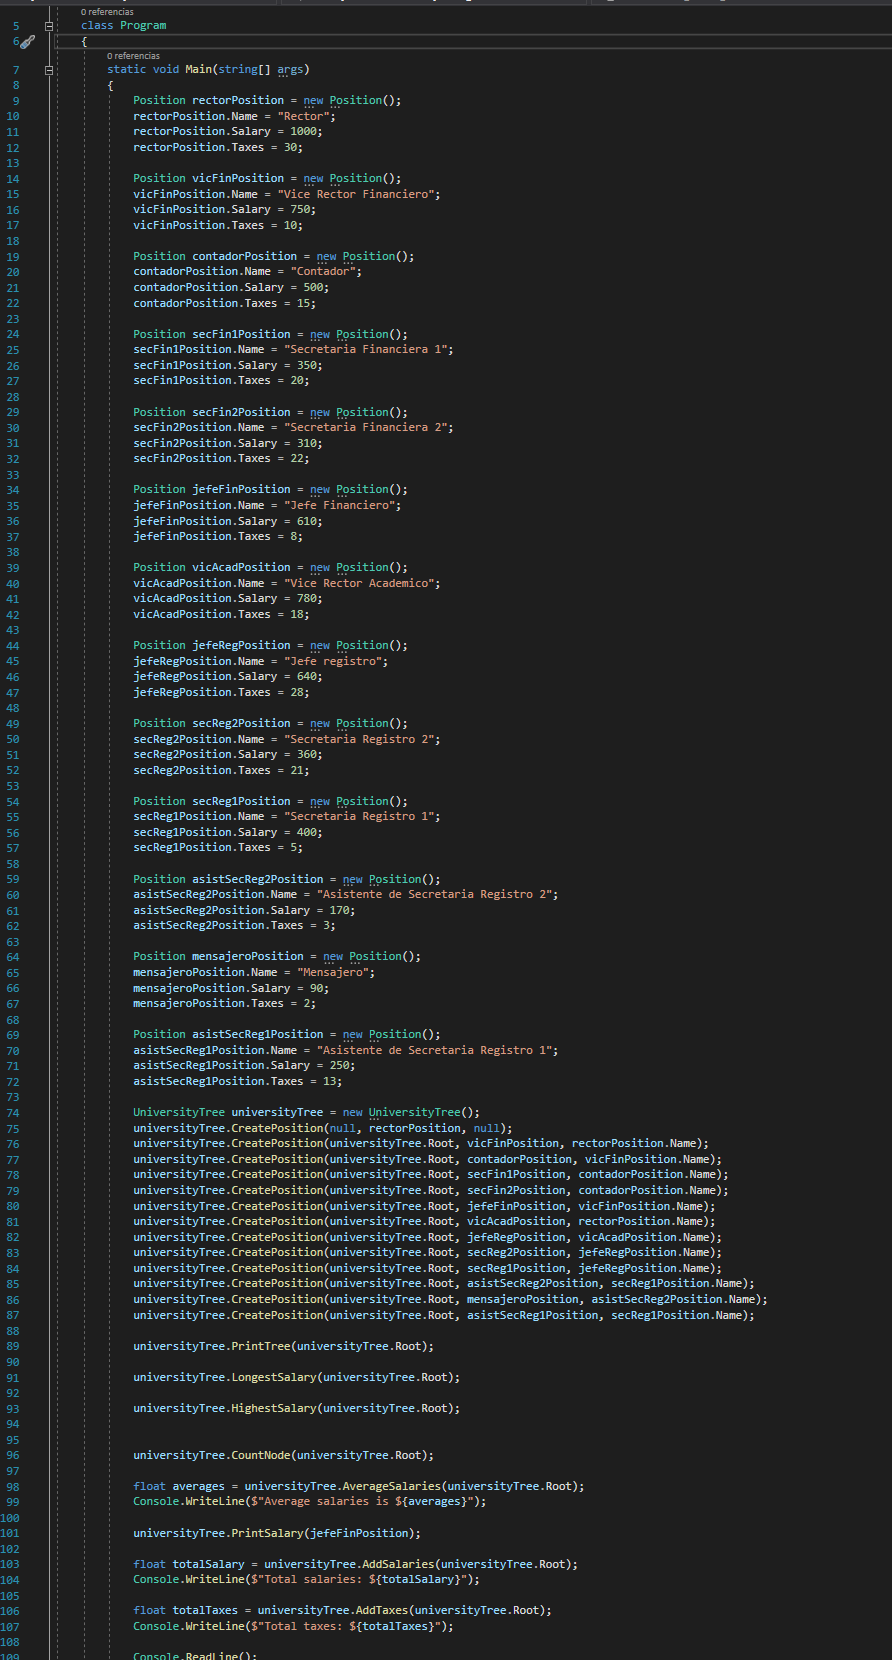 0 referencias
5 class Program
6 {
0 referencias
7 static void Main(string[] args)
8 {
9 Position rectorPosition = new Position();
10 rectorPosition.Name = "Rector";
11 rectorPosition.Salary = 1000;
12 rectorPosition.Taxes = 30;
13
14 Position vicFinPosition = new Position();
15 vicFinPosition.Name = "Vice Rector Financiero";
16 vicFinPosition.Salary = 750;
17 vicFinPosition.Taxes = 10;
18
19 Position contadorPosition = new Position();
20 contadorPosition.Name = "Contador";
21 contadorPosition.Salary = 500;
22 contadorPosition.Taxes = 15;
23
24 Position secFin1Position = new Position();
25 secFin1Position.Name = "Secretaria Financiera 1";
26 secFin1Position.Salary = 350;
27 secFin1Position.Taxes = 20;
28
29 Position secFin2Position = new Position();
30 secFin2Position.Name = "Secretaria Financiera 2";
31 secFin2Position.Salary = 310;
32 secFin2Position.Taxes = 22;
33
34 Position jefeFinPosition = new Position();
35 jefeFinPosition.Name = "Jefe Financiero";
36 jefeFinPosition.Salary = 610;
37 jefeFinPosition.Taxes = 8;
38
39 Position vicAcadPosition = new Position();
40 vicAcadPosition.Name = "Vice Rector Academico";
41 vicAcadPosition.Salary = 780;
42 vicAcadPosition.Taxes = 18;
43
44 Position jefeRegPosition = new Position();
45 jefeRegPosition.Name = "Jefe registro";
46 jefeRegPosition.Salary = 640;
47 jefeRegPosition.Taxes = 28;
48
49 Position secReg2Position = new Position();
50 secReg2Position.Name = "Secretaria Registro 2";
51 secReg2Position.Salary = 360;
52 secReg2Position.Taxes = 21;
53
54 Position secReg1Position = new Position();
55 secReg1Position.Name = "Secretaria Registro 1";
56 secReg1Position.Salary = 400;
57 secReg1Position.Taxes = 5;
58
59 Position asistSecReg2Position = new Position();
60 asistSecReg2Position.Name = "Asistente de Secretaria Registro 2";
61 asistSecReg2Position.Salary = 170;
62 asistSecReg2Position.Taxes = 3;
63
64 Position mensajeroPosition = new Position();
65 mensajeroPosition.Name = "Mensajero";
66 mensajeroPosition.Salary = 90;
67 mensajeroPosition.Taxes = 2;
68
69 Position asistSecReg1Position = new Position();
70 asistSecReg1Position.Name = "Asistente de Secretaria Registro 1";
71 asistSecReg1Position.Salary = 250;
72 asistSecReg1Position.Taxes = 13;
73
74 UniversityTree universityTree = new UniversityTree();
75 universityTree.CreatePosition(null, rectorPosition, null);
76 universityTree.CreatePosition(universityTree.Root, vicFinPosition, rectorPosition.Name);
77 universityTree.CreatePosition(universityTree.Root, contadorPosition, vicFinPosition.Name);
78 universityTree.CreatePosition(universityTree.Root, secFin1Position, contadorPosition.Name);
79 universityTree.CreatePosition(universityTree.Root, secFin2Position, contadorPosition.Name);
80 universityTree.CreatePosition(universityTree.Root, jefeFinPosition, vicFinPosition.Name);
81 universityTree.CreatePosition(universityTree.Root, vicAcadPosition, rectorPosition.Name);
82 universityTree.CreatePosition(universityTree.Root, jefeRegPosition, vicAcadPosition.Name);
83 universityTree.CreatePosition(universityTree.Root, secReg2Position, jefeRegPosition.Name);
84 universityTree.CreatePosition(universityTree.Root, secReg1Position, jefeRegPosition.Name);
85 universityTree.CreatePosition(universityTree.Root, asistSecReg2Position, secReg1Position.Name);
86 universityTree.CreatePosition(universityTree.Root, mensajeroPosition, asistSecReg2Position.Name);
87 universityTree.CreatePosition(universityTree.Root, asistSecReg1Position, secReg1Position.Name);
88
89 universityTree.PrintTree(universityTree.Root);
90
91 universityTree.LongestSalary(universityTree.Root);
92
93 universityTree.HighestSalary(universityTree.Root);
94
95
96 universityTree.CountNode(universityTree.Root);
97
98 float averages = universityTree.AverageSalaries(universityTree.Root);
99 Console.WriteLine($"Average salaries is ${averages}");
100
101 universityTree.PrintSalary(jefeFinPosition);
102
103 float totalSalary = universityTree.AddSalaries(universityTree.Root);
104 Console.WriteLine($"Total salaries: ${totalSalary}");
105
106 float totalTaxes = universityTree.AddTaxes(universityTree.Root);
107 Console.WriteLine($"Total taxes: ${totalTaxes}");
108
109 Console.ReadLine();